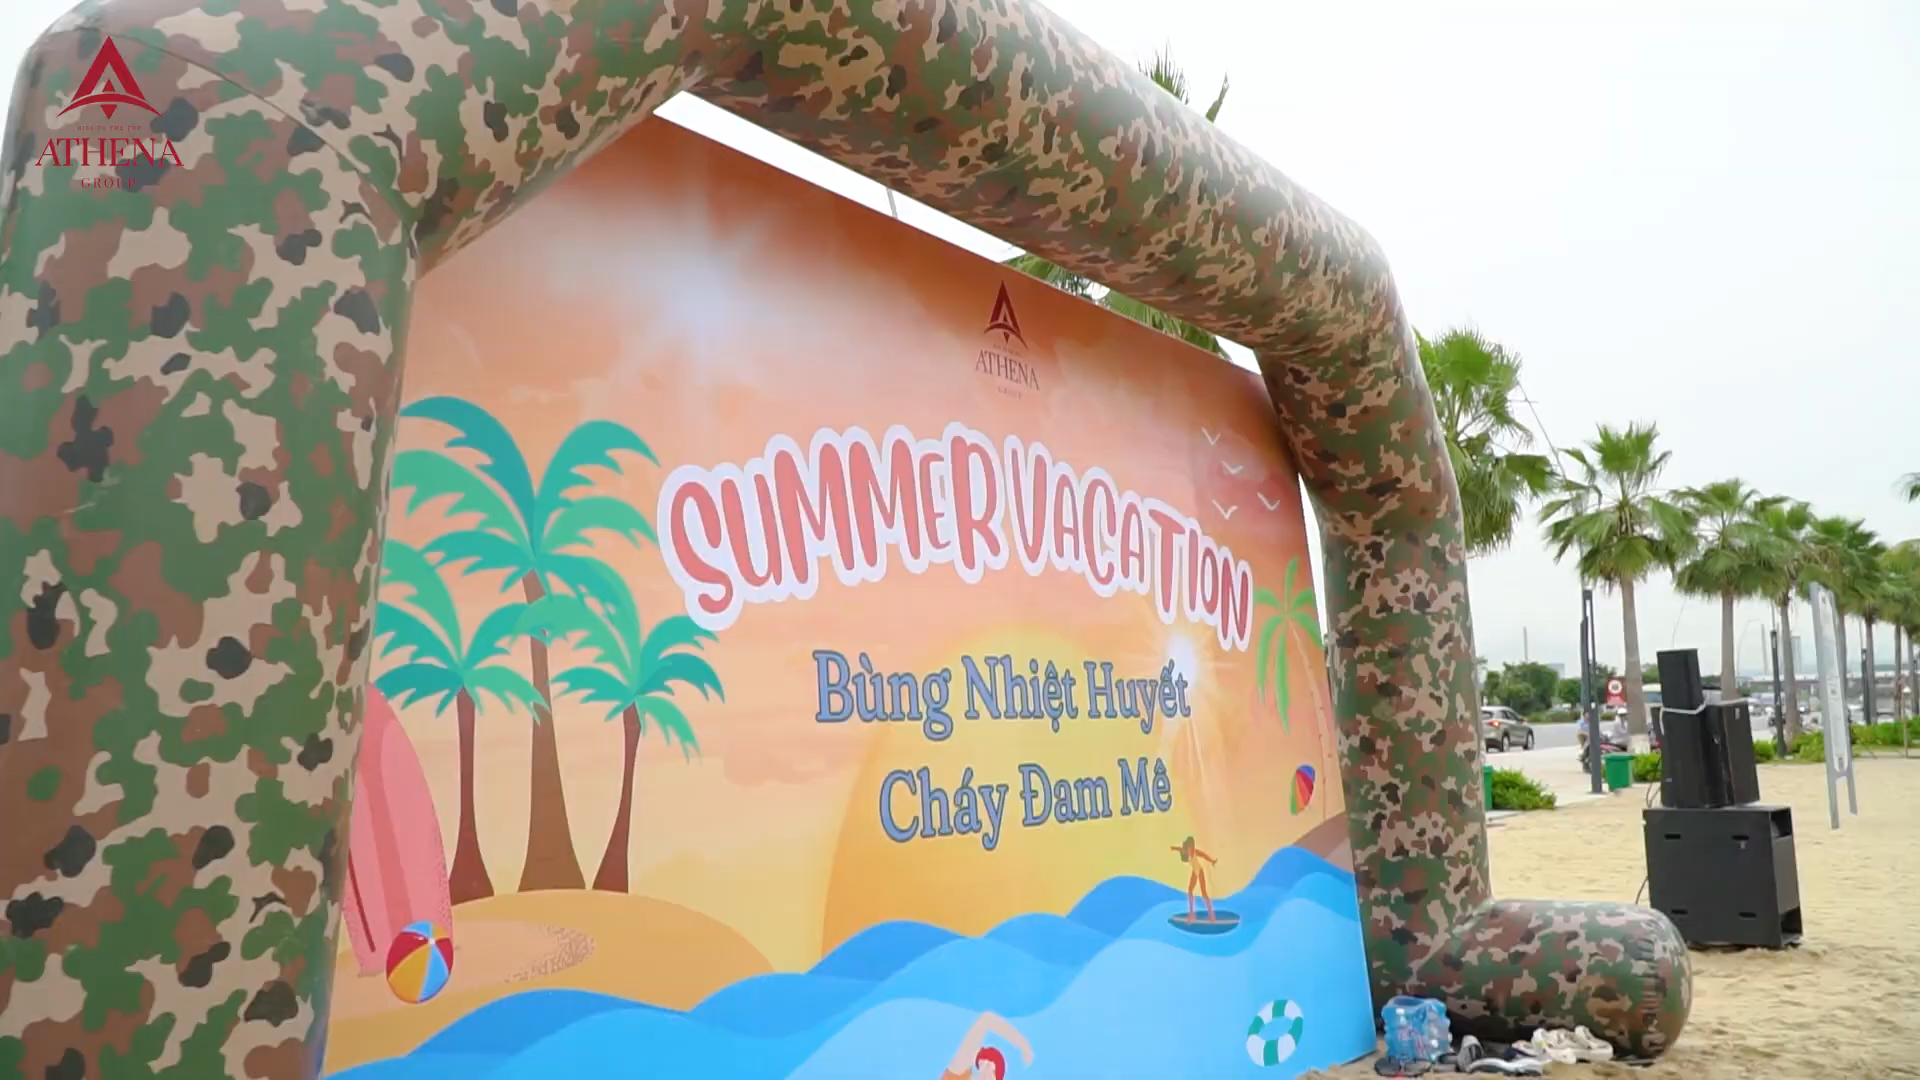 ATHENA
GROUP
ATHENA
SUMMER VACATION
Bùng Nhiệt Huyết
Cháy Đam Mê